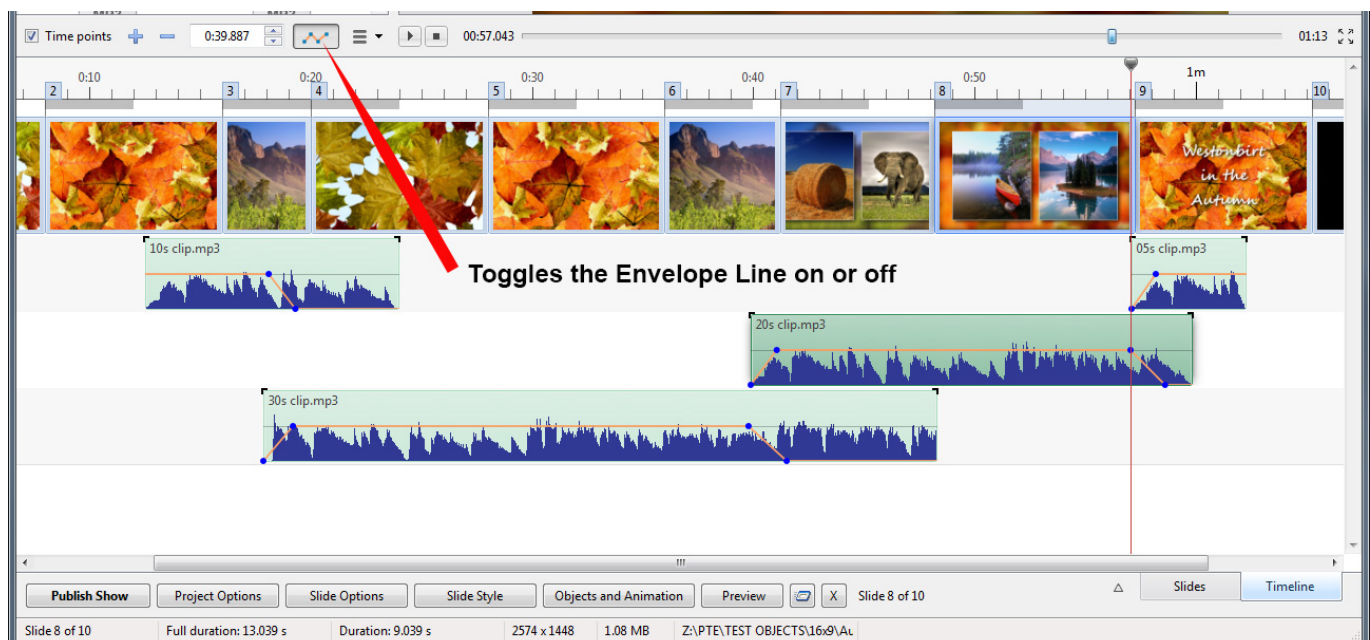 Time points 0:39.887 00:57.043 01:13
0:10 0:20 0:30 0:40 0:50 1m
2 3 4 5 6 7 8 9 10
Westonbirt
in the
Autumn
10s clip.mp3 05s clip.mp3
Toggles the Envelope Line on or off
20s clip.mp3
30s clip.mp3
Publish Show Project Options Slide Options Slide Style Objects and Animation Preview X Slide 8 of 10 Slides Timeline
Slide 8 of 10 Full duration: 13.039 s Duration: 9.039 s 2574 x 1448 1.08 MB Z:\PTE\TEST OBJECTS\16x9\Au